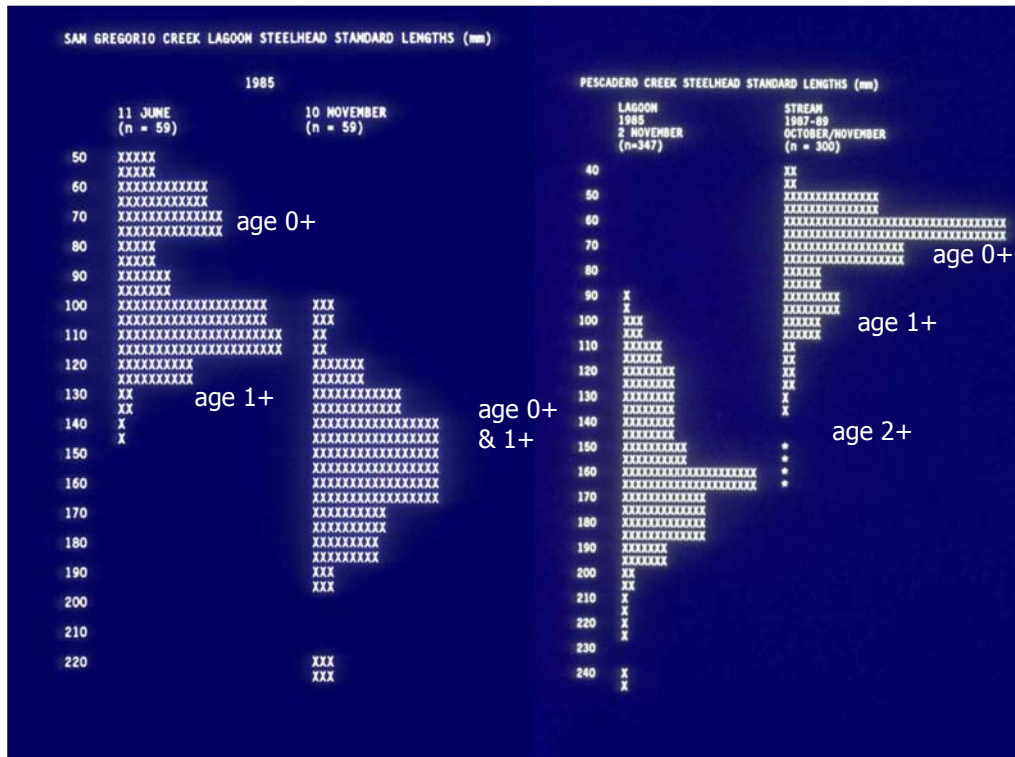 SAN GREGORIO CREEK LAGOON STEELHEAD STANDARD LENGTHS (mm)
1985
11 JUNE
(n = 59)
10 NOVEMBER
(n = 59)
50
60
70
age 0+
80
90
100
110
120
130
age 1+
140
150
160
170
180
190
200
210
220
age 0+
& 1+
PESCADERO CREEK STEELHEAD STANDARD LENGTHS (mm)
LAGOON
1985
2 NOVEMBER
(n=347)
STREAM
1987-89
OCTOBER/NOVEMBER
(n = 300)
40
50
60
70
age 0+
80
90
100
age 1+
110
120
130
140
age 2+
150
160
170
180
190
200
210
220
230
240